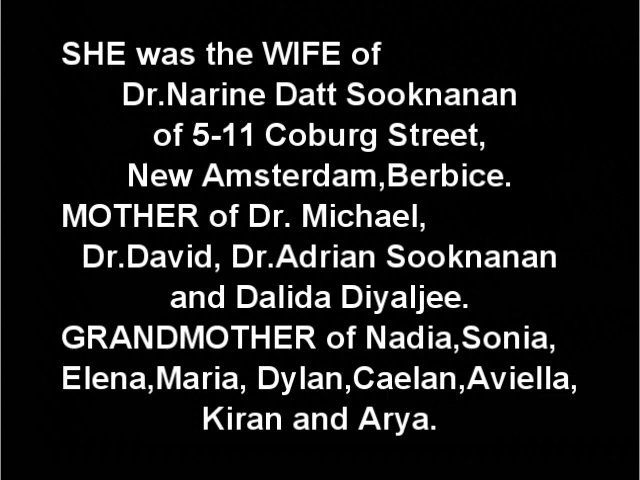 SHE was the WIFE of
Dr.Narine Datt Sooknanan
of 5-11 Coburg Street,
New Amsterdam,Berbice.
MOTHER of Dr. Michael,
Dr.David, Dr.Adrian Sooknanan
and Dalida Diyaljee.
GRANDMOTHER of Nadia,Sonia,
Elena,Maria, Dylan,Caelan,Aviella,
Kiran and Arya.